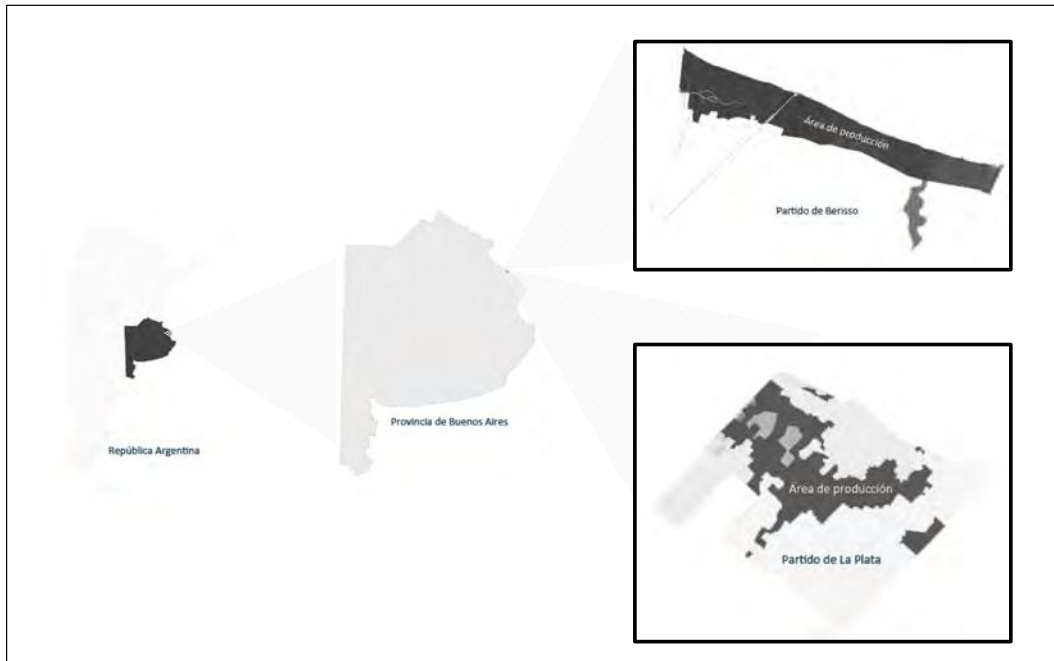 Área de producción
Partido de Berisso
Provincia de Buenos Aires
República Argentina
Área de producción
Partido de La Plata